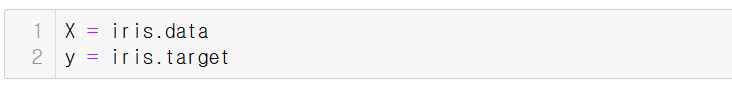 1 X = iris.data
2 y = iris.target